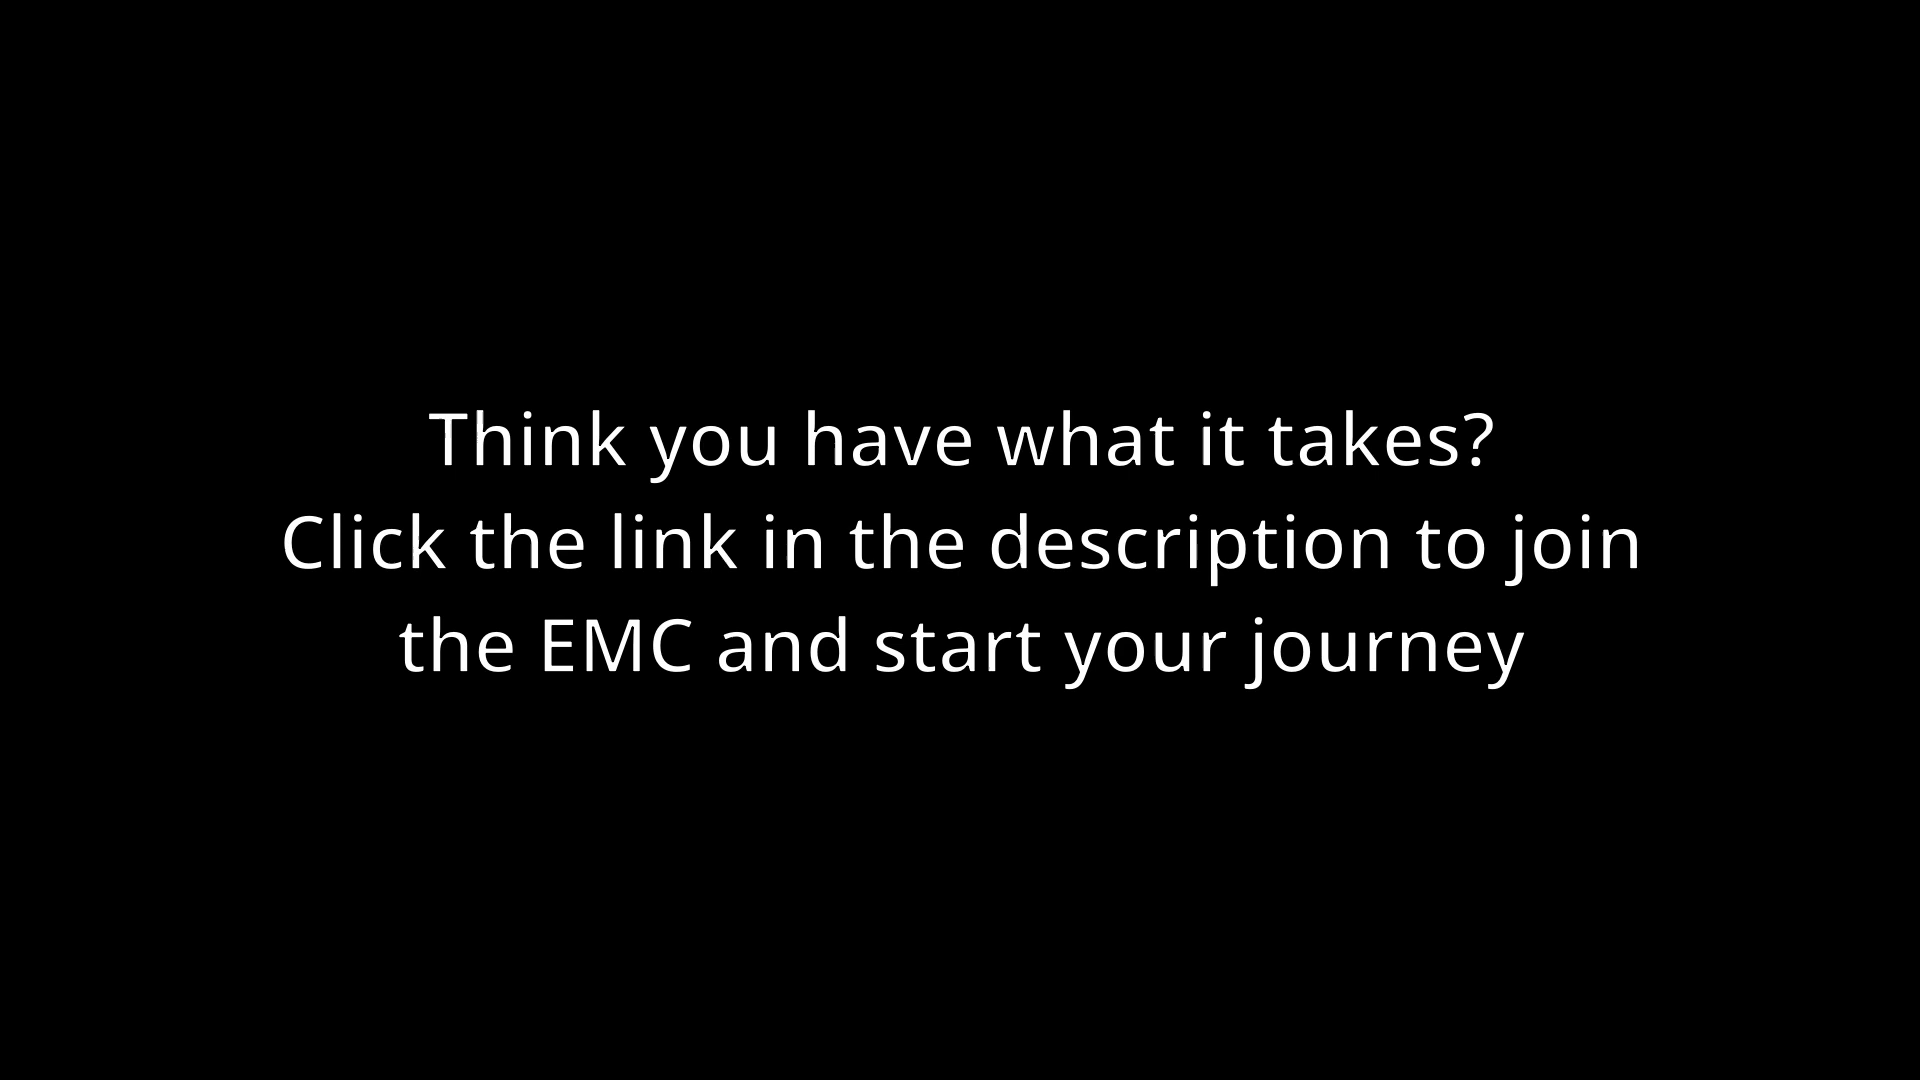 Think you have what it takes?
Click the link in the description to join
the EMC and start your journey